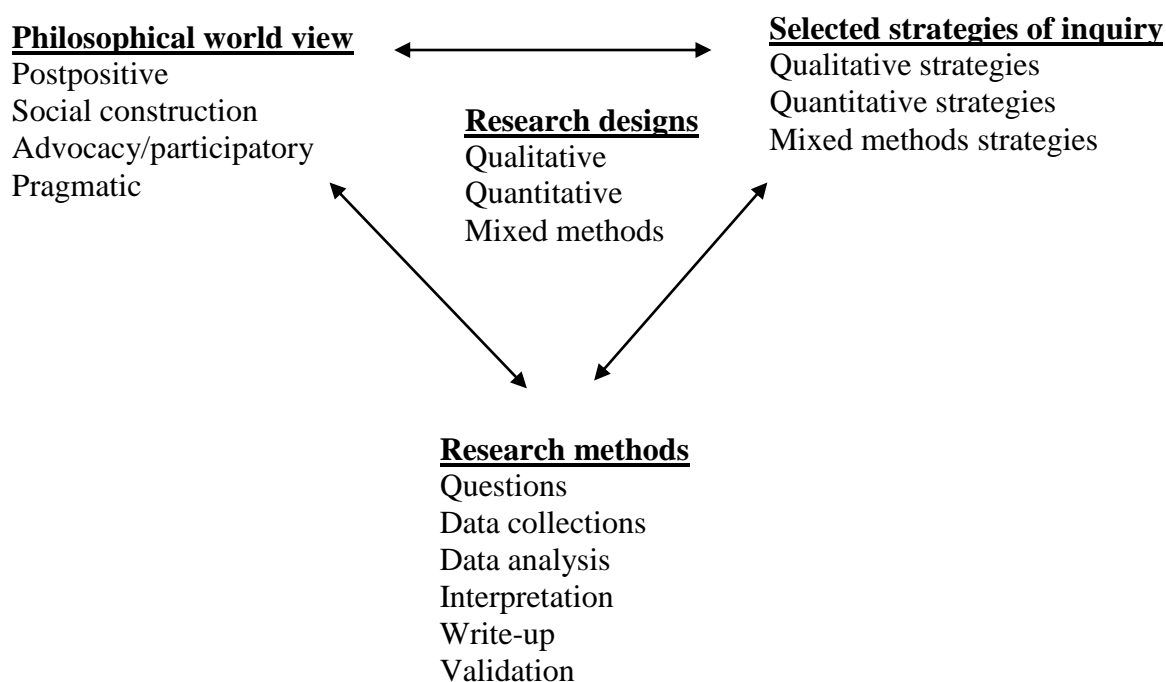 Philosophical world view
Postpositive
Social construction
Advocacy/participatory
Pragmatic
Selected strategies of inquiry
Qualitative strategies
Quantitative strategies
Mixed methods strategies
Research designs
Qualitative
Quantitative
Mixed methods
Research methods
Questions
Data collections
Data analysis
Interpretation
Write-up
Validation